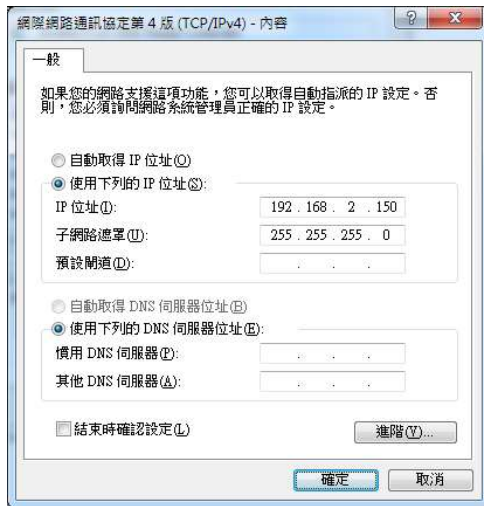 網際網路通訊協定第 4 版 (TCP/IPv4) - 內容
一般
如果您的網路支援這項功能，您可以取得自動指派的 IP 設定。否
則，您必須詢問網路系統管理員正確的 IP 設定。
自動取得 IP 位址(O)
使用下列的 IP 位址(S):
IP 位址(I): 192 . 168 . 2 . 150
子網路遮罩(U): 255 . 255 . 255 . 0
預設閘道(D): . . .
自動取得 DNS 伺服器位址(B)
使用下列的 DNS 伺服器位址(E):
慣用 DNS 伺服器(P): . . .
其他 DNS 伺服器(A): . . .
結束時確認設定(L) 進階(V)...
確定 取消